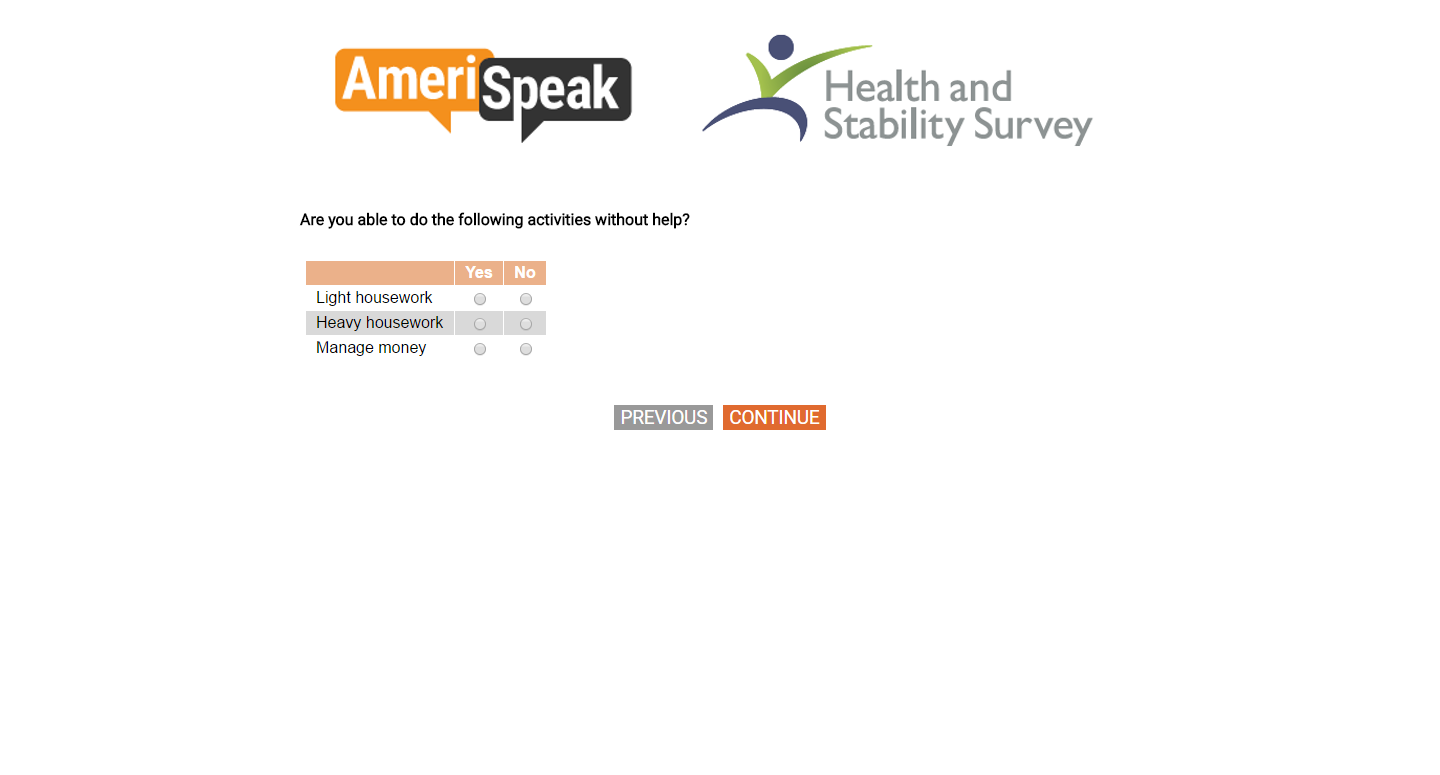 AmeriSpeak
Health and
Stability Survey
Are you able to do the following activities without help?
Yes No
Light housework
Heavy housework
Manage money
PREVIOUS CONTINUE